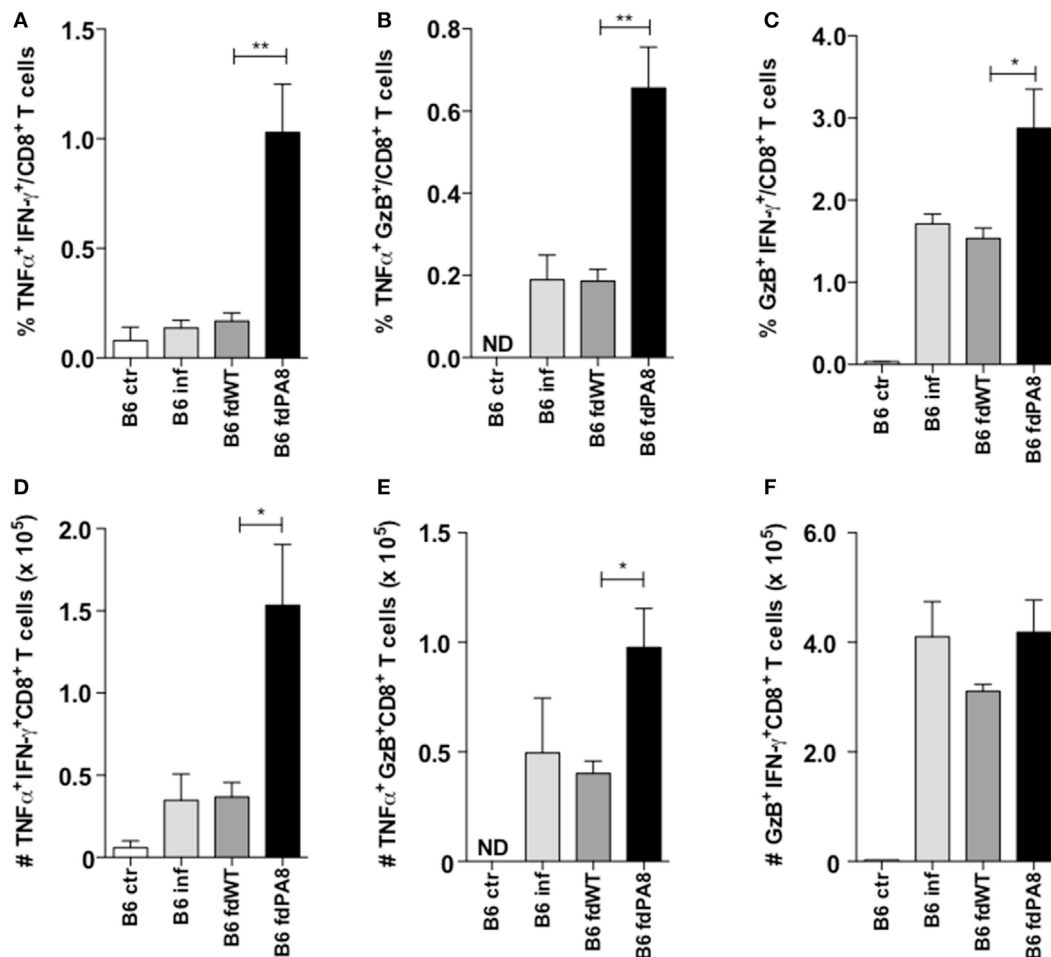 A
% TNFα⁺ IFN-γ⁺/CD8⁺ T cells
1.5
1.0
0.5
0.0
**
B6 ctr
B6 inf
B6 fdWT
B6 fdPA8
B
% TNFα⁺ GzB⁺/CD8⁺ T cells
0.8
0.6
0.4
0.2
0.0
**
ND
B6 ctr
B6 inf
B6 fdWT
B6 fdPA8
C
% GzB⁺ IFN-γ⁺/CD8⁺ T cells
4.0
3.0
2.0
1.0
0.0
*
B6 ctr
B6 inf
B6 fdWT
B6 fdPA8
D
# TNFα⁺ IFN-γ⁺CD8⁺ T cells (x 10⁵)
2.0
1.5
1.0
0.5
0
*
B6 ctr
B6 inf
B6 fdWT
B6 fdPA8
E
# TNFα⁺ GzB⁺CD8⁺ T cells (x 10⁵)
1.5
1.0
0.5
0
*
ND
B6 ctr
B6 inf
B6 fdWT
B6 fdPA8
F
# GzB⁺ IFN-γ⁺CD8⁺ T cells (x 10⁵)
6.0
4.0
2.0
0
B6 ctr
B6 inf
B6 fdWT
B6 fdPA8